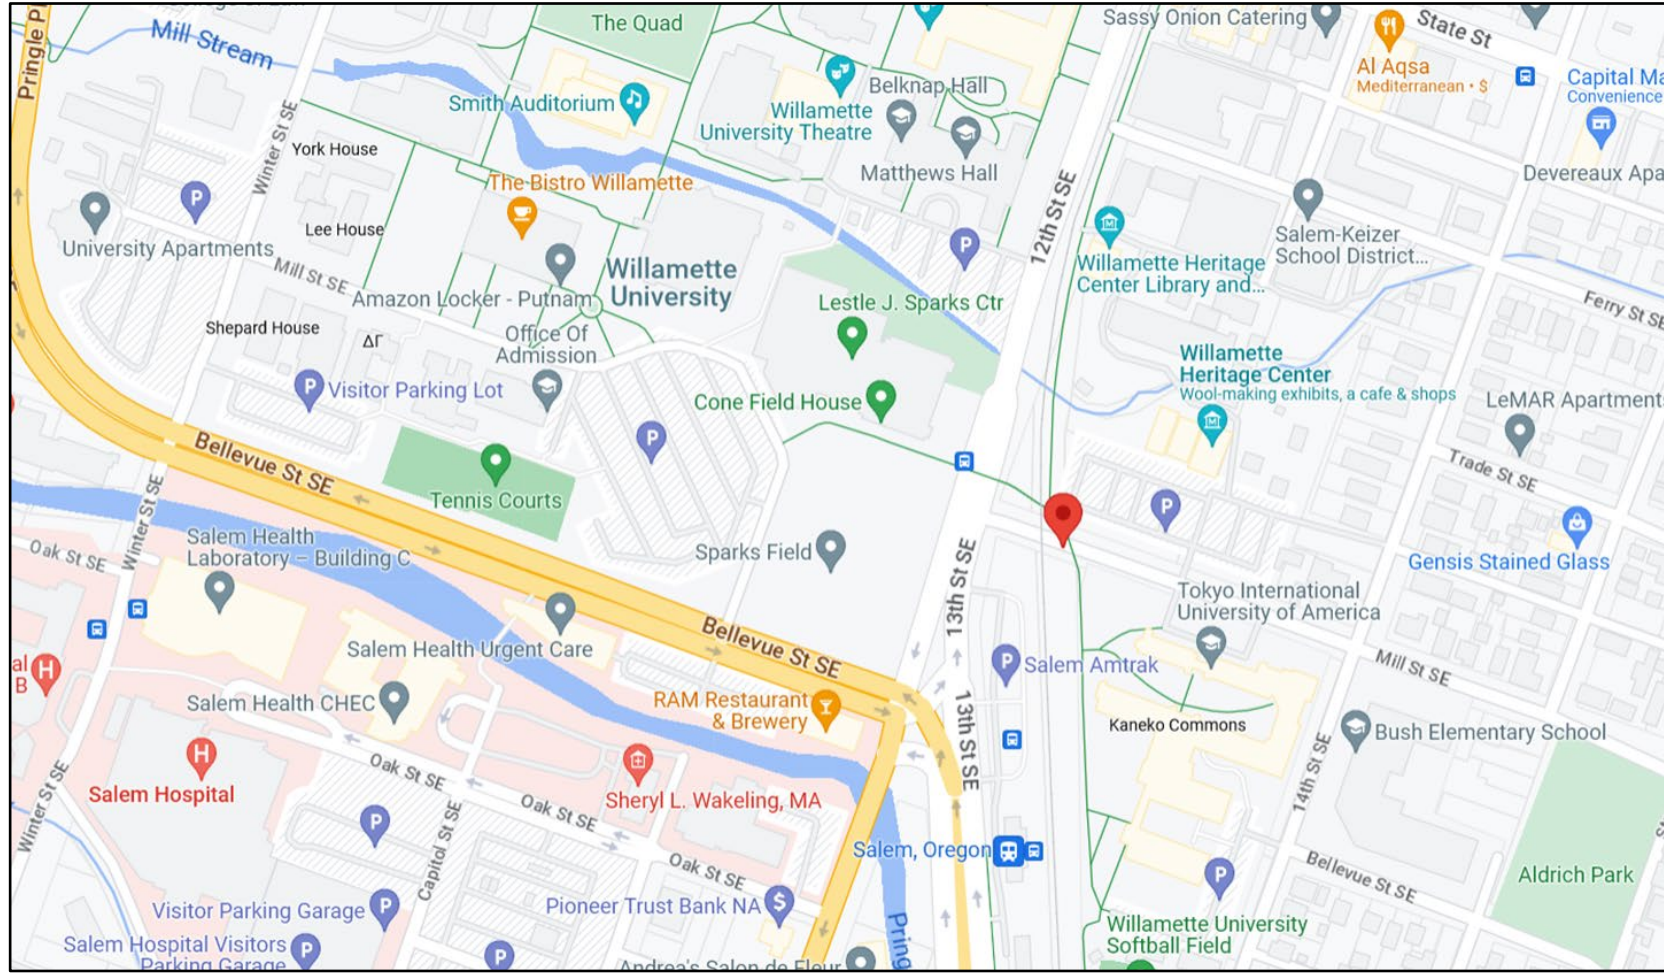 The Quad
Sassy Onion Catering
State St
Pringle P
Mill Stream
Al Aqsa
Mediterranean • $
Capital Ma
Convenience
Smith Auditorium
Belknap Hall
Willamette
University Theatre
York House
Winter St SE
Matthews Hall
Devereaux Apa
The Bistro Willamette
12th St SE
Lee House
University Apartments
Salem-Keizer
School District...
Mill St SE
Willamette
University
Willamette Heritage
Center Library and...
Amazon Locker - Putnam
Lestle J. Sparks Ctr
Ferry St SE
Shepard House
ΔΓ
Office Of
Admission
Willamette
Heritage Center
Wool-making exhibits, a cafe & shops
Visitor Parking Lot
Cone Field House
LeMAR Apartments
Bellevue St SE
Trade St SE
Tennis Courts
Winter St SE
Salem Health
Laboratory – Building C
Oak St SE
Sparks Field
Gensis Stained Glass
13th St SE
Tokyo International
University of America
Bellevue St SE
Salem Health Urgent Care
Salem Amtrak
Mill St SE
al
B
Salem Health CHEC
RAM Restaurant
& Brewery
13th St SE
Kaneko Commons
Bush Elementary School
Oak St SE
14th St SE
Salem Hospital
Sheryl L. Wakeling, MA
Winter St SE
Oak St SE
Capitol St SE
Salem, Oregon
Oak St SE
Bellevue St SE
Aldrich Park
Visitor Parking Garage
Pioneer Trust Bank NA
Pring
Willamette University
Softball Field
Salem Hospital Visitors
Parking Garage
Andrea's Salon de Fleur